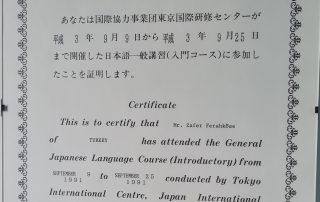 あなたは国際協力事業団東京国際研修センターが
平成 3 年 9 月 9 日から 平成 3 年 9 月 25 日
まで開催した日本語一般講習(入門コース)に参加し
たことを証明します。
Certificate
This is to certify that Mr. Zafer Ferahköse
of TURKEY has attended the General
Japanese Language Course (Introductory) from
SEPTEMBER 9 1991 to SEPTEMBER 25 1991 conducted by Tokyo
International Centre, Japan International